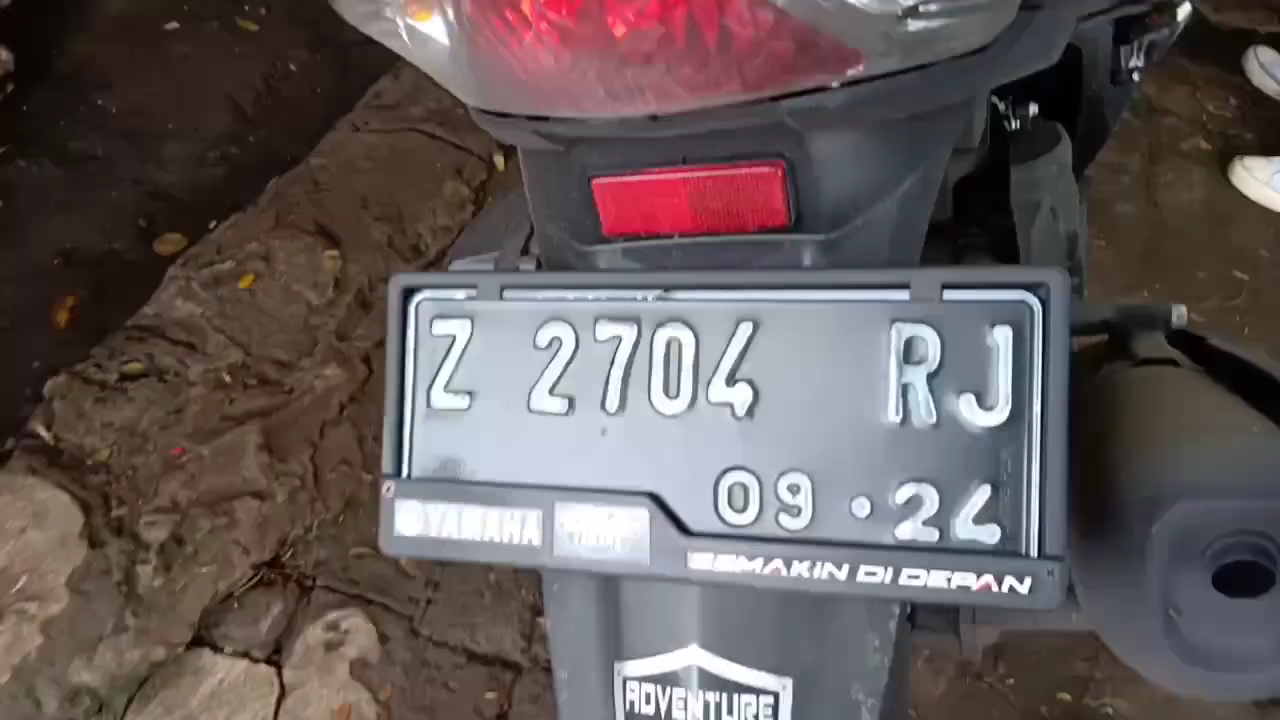 Z 2704 RJ
09 · 24
YAMAHA
SEMAKIN DI DEPAN
ADVENTURE